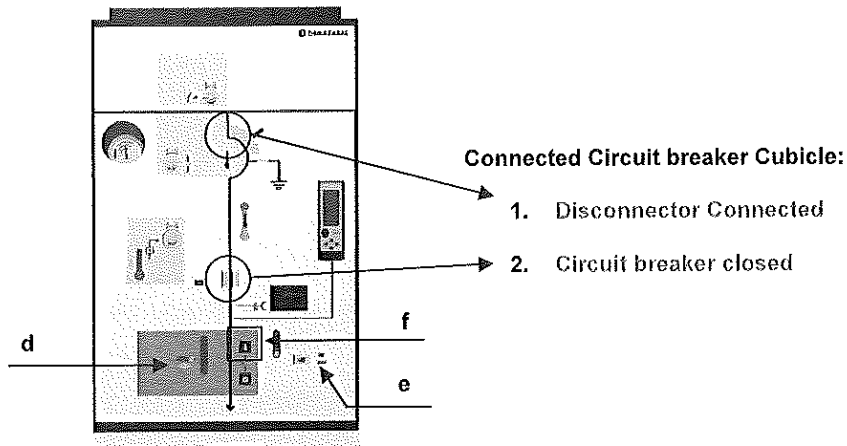 Connected Circuit breaker Cubicle:
1. Disconnector Connected
2. Circuit breaker closed
d
f
e